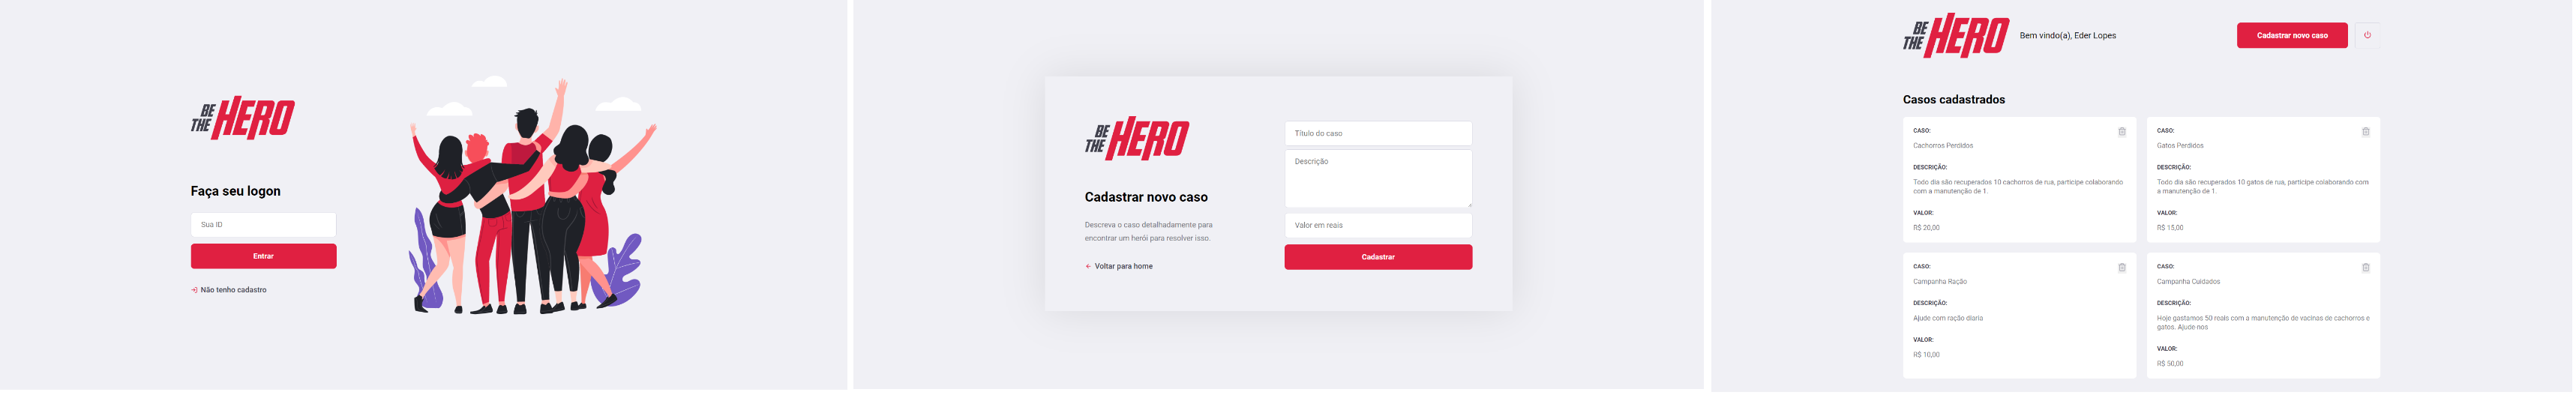 BE
THE HERO
Faça seu logon
Sua ID
Entrar
Não tenho cadastro
BE
THE HERO
Cadastrar novo caso
Descreva o caso detalhadamente para
encontrar um herói para resolver isso.
Voltar para home
Título do caso
Descrição
Valor em reais
Cadastrar
BE
THE HERO
Bem vindo(a), Eder Lopes
Cadastrar novo caso
Casos cadastrados
CASO:
Cachorros Perdidos
DESCRIÇÃO:
Todo dia são recuperados 10 cachorros de rua, participe colaborando
com a manutenção de 1.
VALOR:
R$ 20,00
CASO:
Gatos Perdidos
DESCRIÇÃO:
Todo dia são recuperados 10 gatos de rua, participe colaborando com
a manutenção de 1.
VALOR:
R$ 15,00
CASO:
Campanha Ração
DESCRIÇÃO:
Ajude com ração diaria
VALOR:
R$ 10,00
CASO:
Campanha Cuidados
DESCRIÇÃO:
Hoje gastamos 50 reais com a manutenção de vacinas de cachorros e
gatos. Ajude nos
VALOR:
R$ 50,00